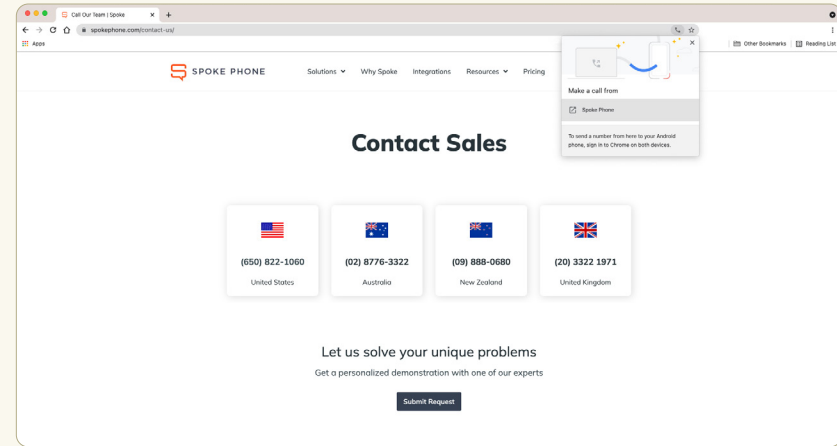 Call Our Team | Spoke
spokephone.com/contact-us/
Apps
Other Bookmarks
Reading List
SPOKE PHONE
Solutions
Why Spoke
Integrations
Resources
Pricing
Make a call from
Spoke Phone
To send a number from here to your Android
phone, sign in to Chrome on both devices.
Contact Sales
(650) 822-1060
United States
(02) 8776-3322
Australia
(09) 888-0680
New Zealand
(20) 3322 1971
United Kingdom
Let us solve your unique problems
Get a personalized demonstration with one of our experts
Submit Request